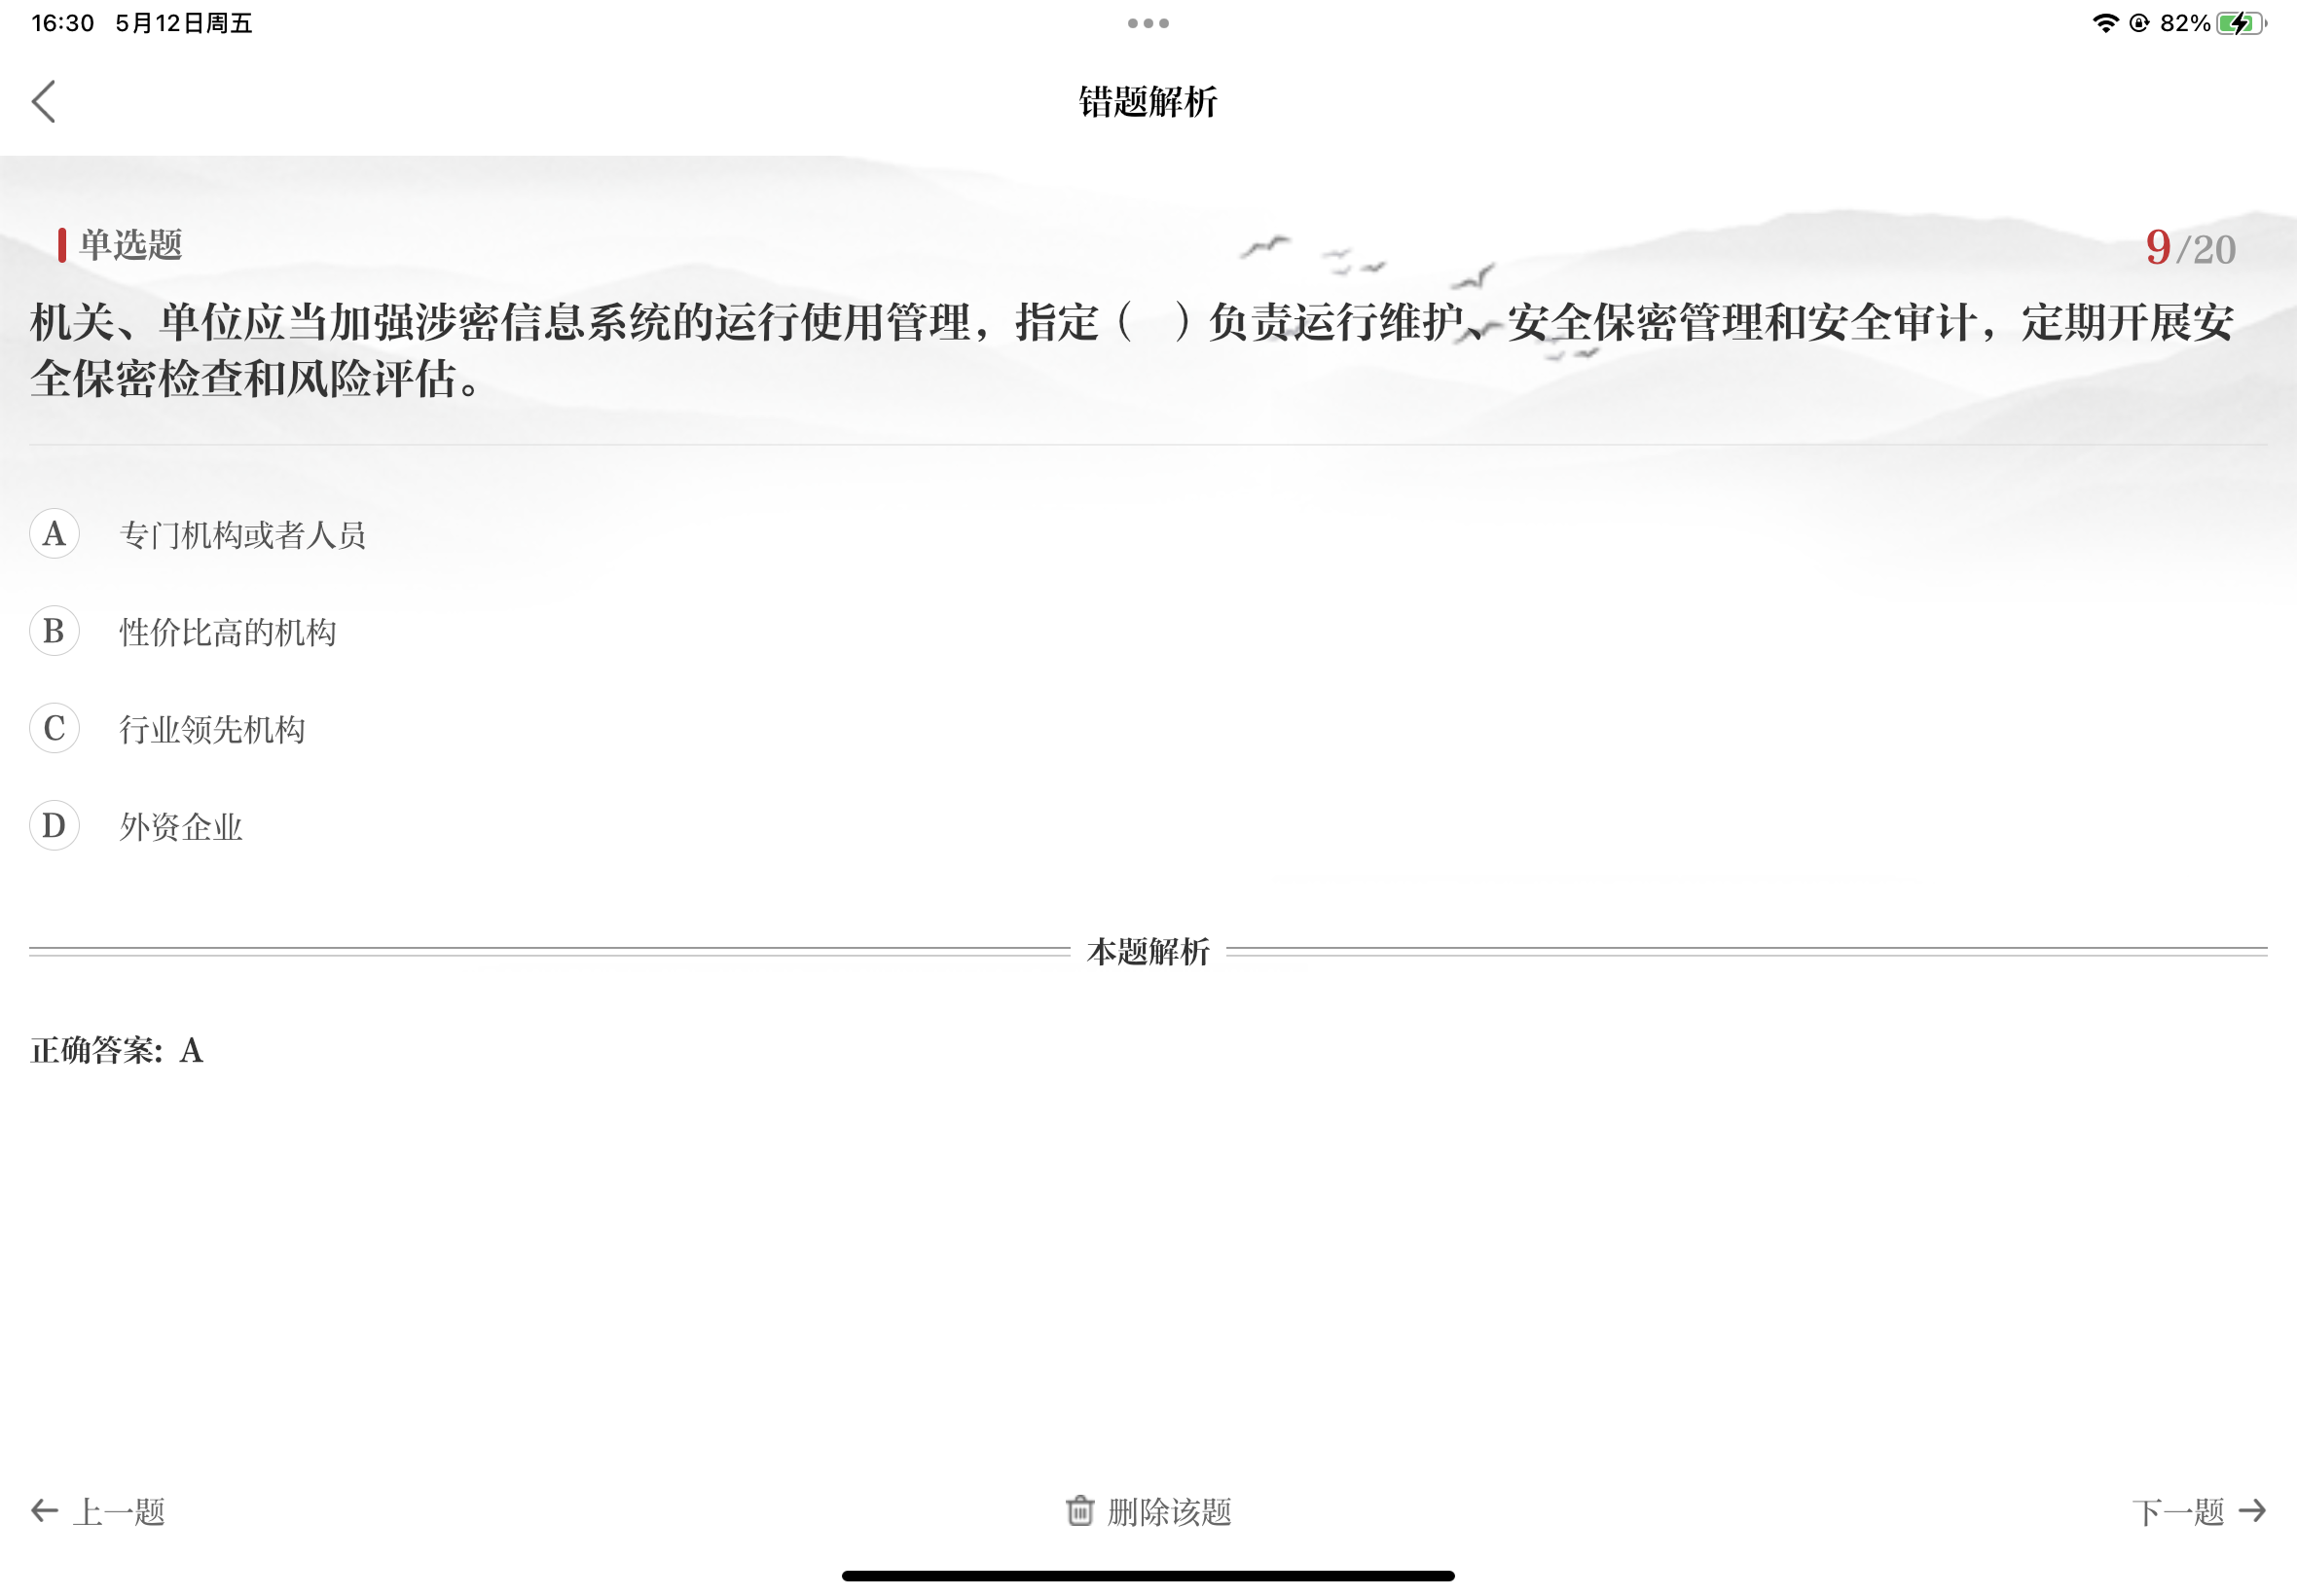 16:30 5月12日周五
82%
错题解析
单选题
9/20
机关、单位应当加强涉密信息系统的运行使用管理，指定（ ）负责运行维护、安全保密管理和安全审计，定期开展安
全保密检查和风险评估。
A 专门机构或者人员
B 性价比高的机构
C 行业领先机构
D 外资企业
本题解析
正确答案: A
上一题
删除该题
下一题